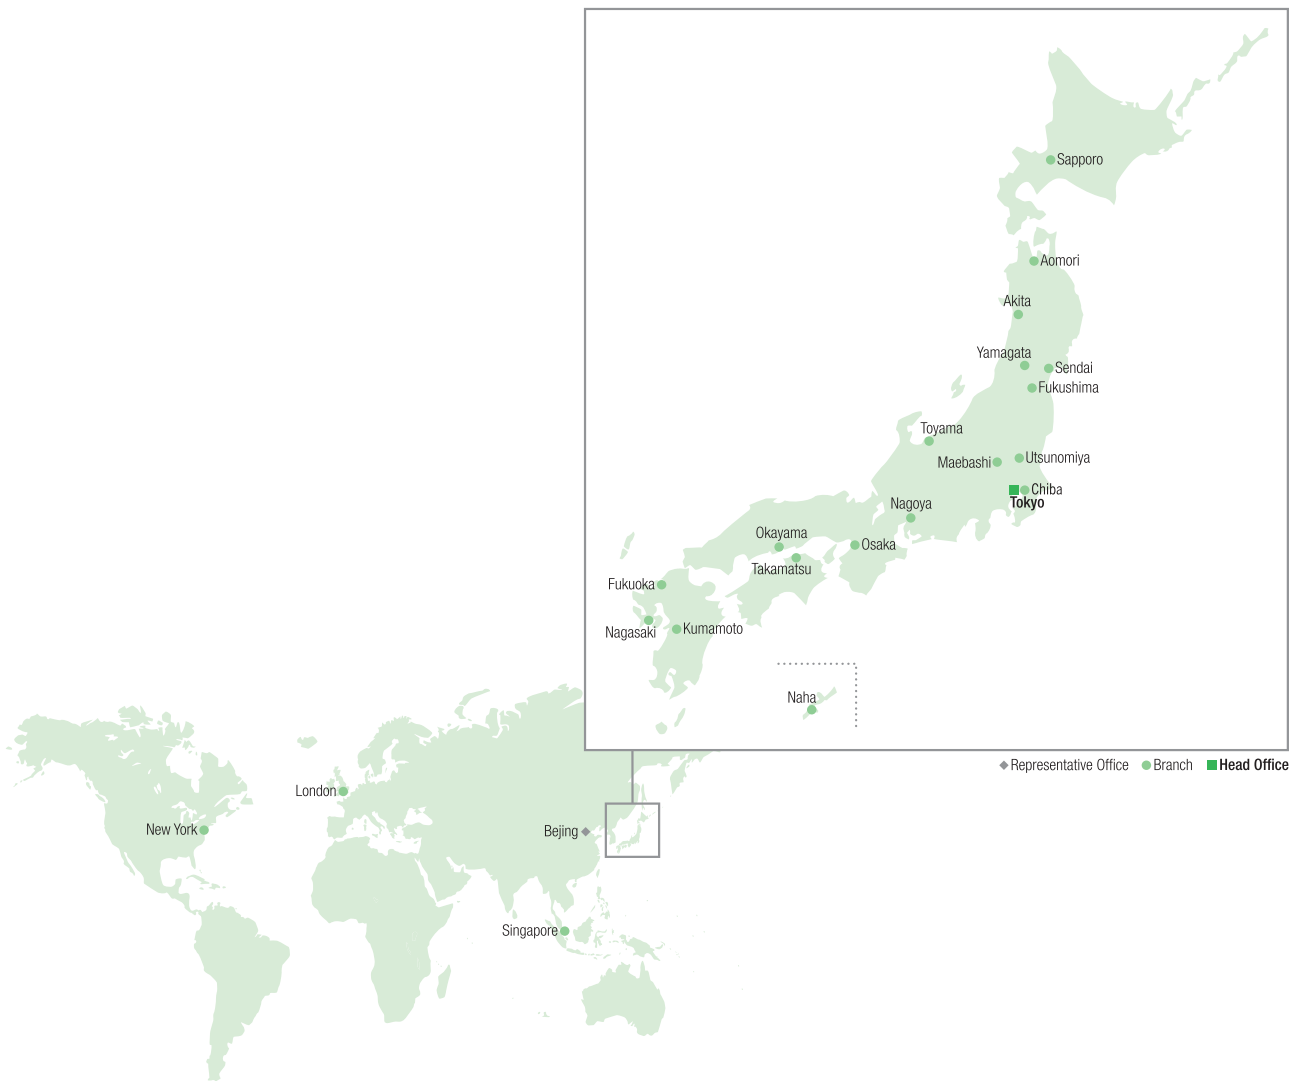 Sapporo
Aomori
Akita
Yamagata
Sendai
Fukushima
Toyama
Maebashi
Utsunomiya
Chiba
Tokyo
Nagoya
Okayama
Osaka
Takamatsu
Fukuoka
Nagasaki
Kumamoto
Naha
Representative Office
Branch
Head Office
London
New York
Bejing
Singapore